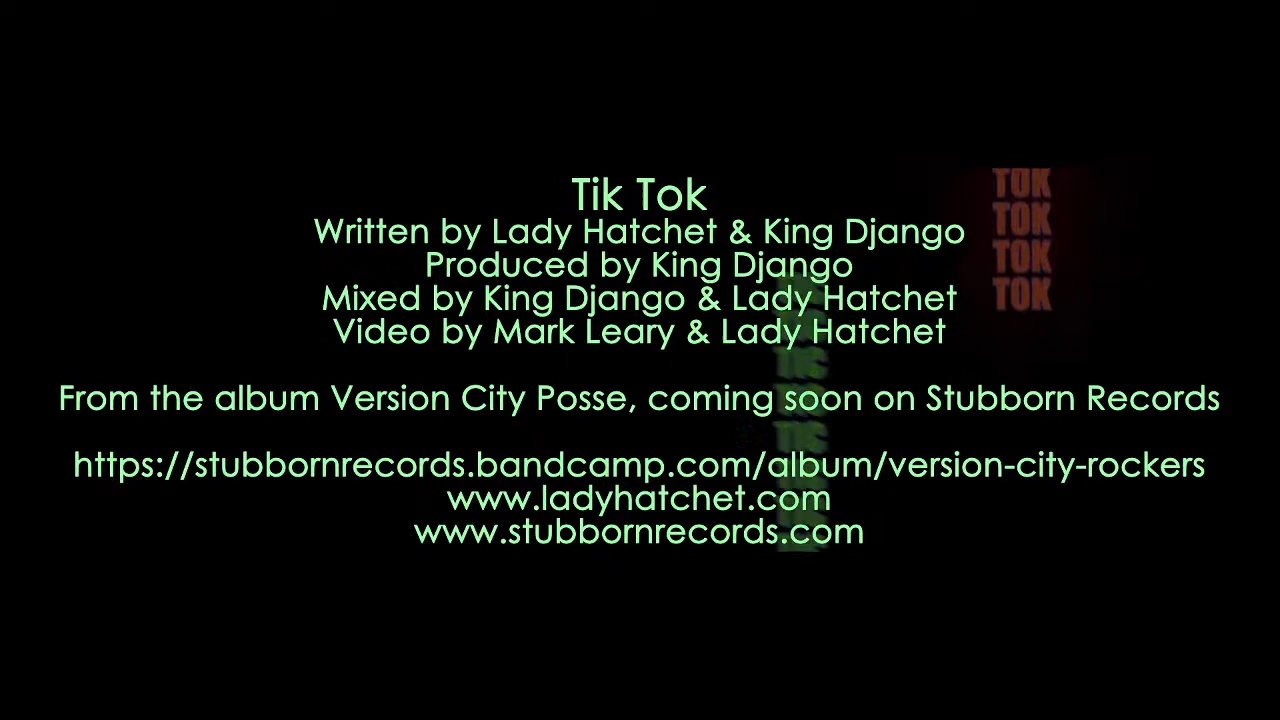 Tik Tok
Written by Lady Hatchet & King Django
Produced by King Django
Mixed by King Django & Lady Hatchet
Video by Mark Leary & Lady Hatchet
From the album Version City Posse, coming soon on Stubborn Records
https://stubbornrecords.bandcamp.com/album/version-city-rockers
www.ladyhatchet.com
www.stubbornrecords.com
TOK
TOK
TOK
TOK